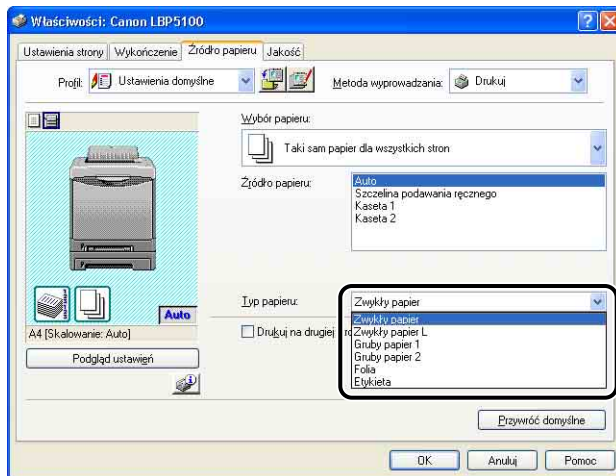 Właściwości: Canon LBP5100
Ustawienia strony Wykończenie Źródło papieru Jakość
Profil: Ustawienia domyślne Metoda wyprowadzania: Drukuj
Wybór papieru:
Taki sam papier dla wszystkich stron
Źródło papieru: Auto
Szczelina podawania ręcznego
Kaseta 1
Kaseta 2
Auto
Typ papieru: Zwykły papier
A4 [Skalowanie: Auto]
Drukuj na drugiej
Zwykły papier
Zwykły papier L
Gruby papier 1
Gruby papier 2
Folia
Etykieta
Podgląd ustawień
Przywróć domyślne
OK Anuluj Pomoc